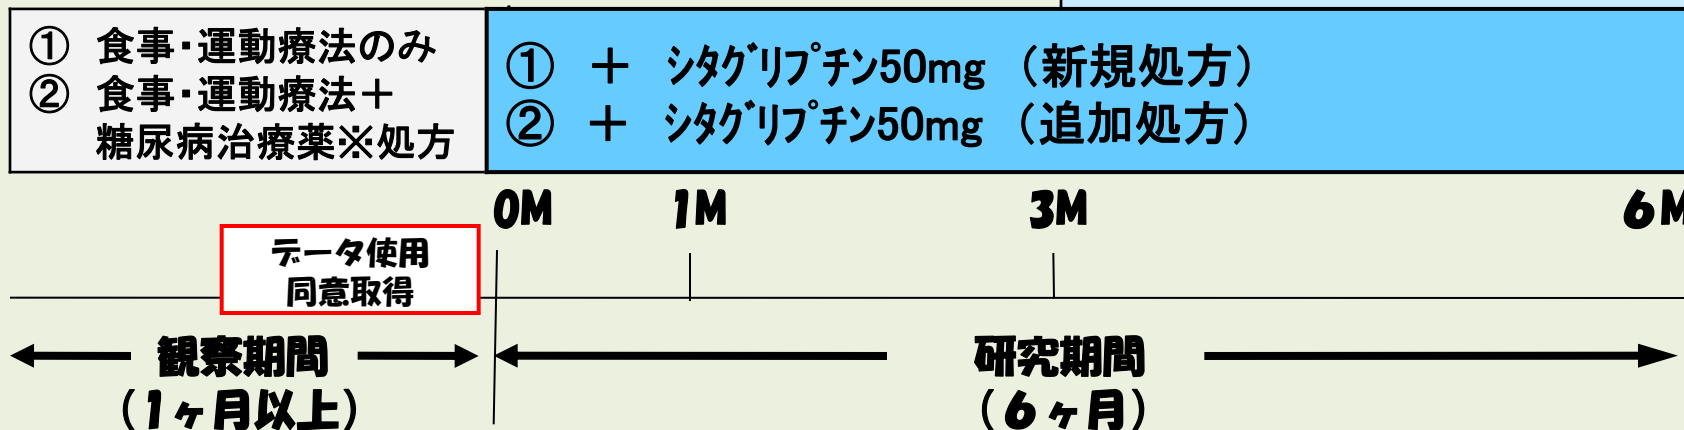 ① 食事・運動療法のみ
② 食事・運動療法＋
糖尿病治療薬※処方
① ＋ ｼﾀｸﾞﾘﾌﾟﾁﾝ50mg （新規処方）
② ＋ ｼﾀｸﾞﾘﾌﾟﾁﾝ50mg （追加処方）
0M 1M 3M 6M
データ使用
同意取得
観察期間
（1ヶ月以上）
研究期間
（6ヶ月）